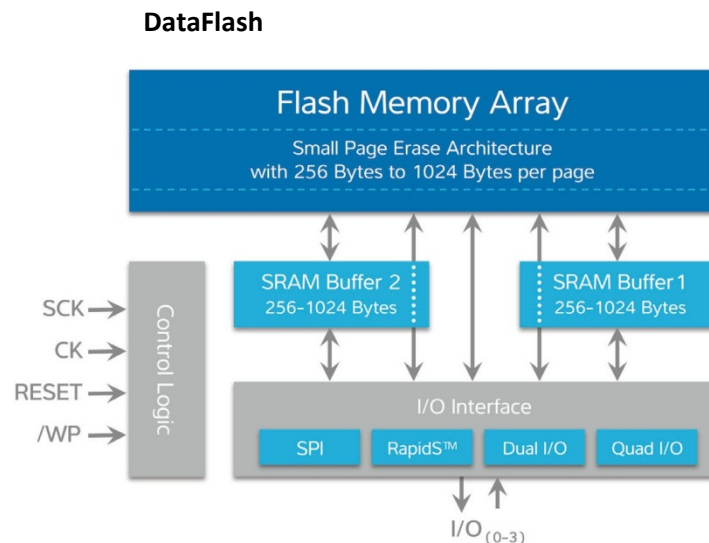 DataFlash
Flash Memory Array
Small Page Erase Architecture
with 256 Bytes to 1024 Bytes per page
SRAM Buffer 2
256-1024 Bytes
SRAM Buffer1
256-1024 Bytes
SCK
CK
RESET
/WP
Control Logic
I/O Interface
SPI
RapidS™
Dual I/O
Quad I/O
I/O(0-3)